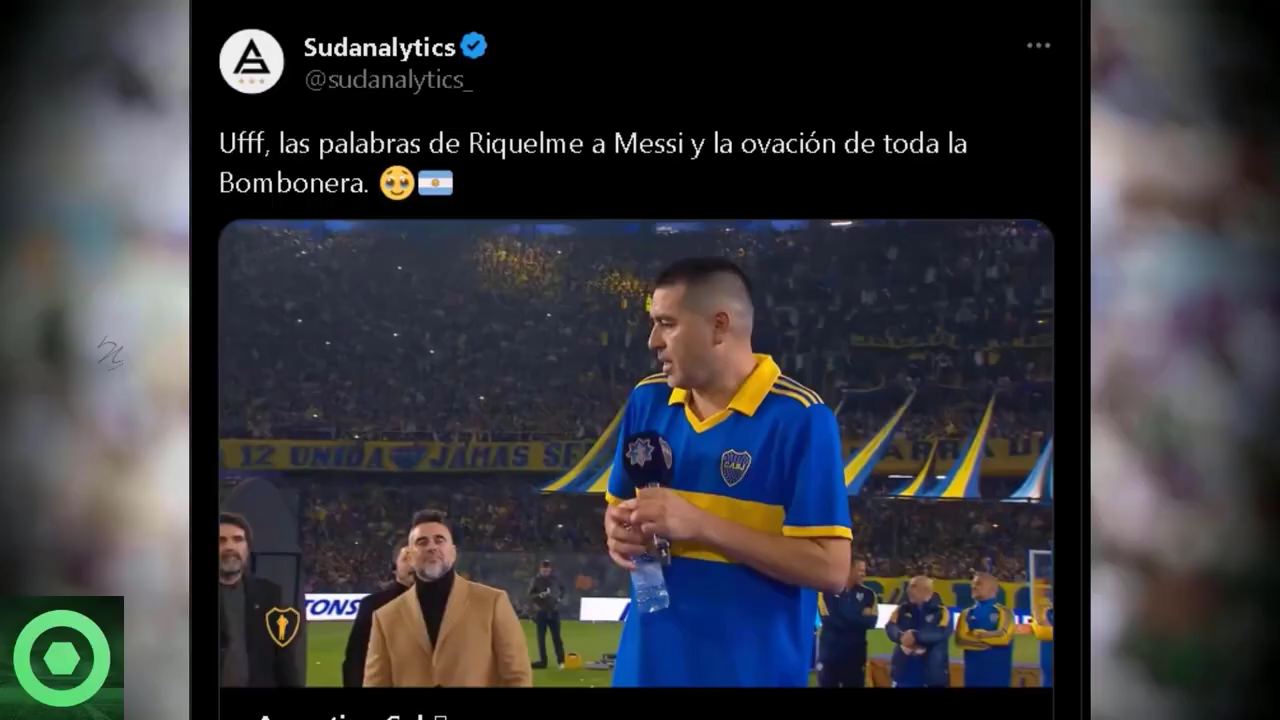 Sudanalytics
@sudanalytics_
Ufff, las palabras de Riquelme a Messi y la ovación de toda la
Bombonera. 🥹🇦🇷
12 UNIDA JAMAS SE
CABJ
TONS